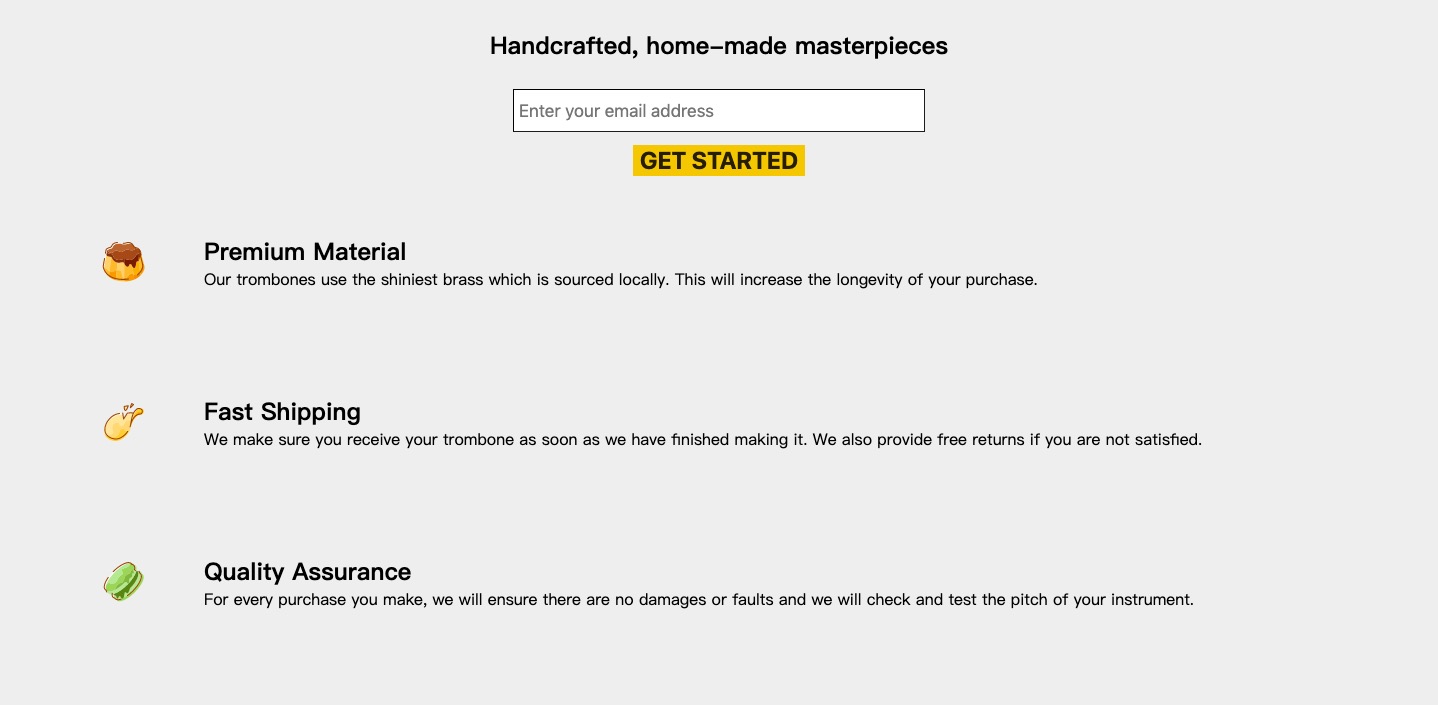 Handcrafted, home-made masterpieces
Enter your email address
GET STARTED
Premium Material
Our trombones use the shiniest brass which is sourced locally. This will increase the longevity of your purchase.
Fast Shipping
We make sure you receive your trombone as soon as we have finished making it. We also provide free returns if you are not satisfied.
Quality Assurance
For every purchase you make, we will ensure there are no damages or faults and we will check and test the pitch of your instrument.